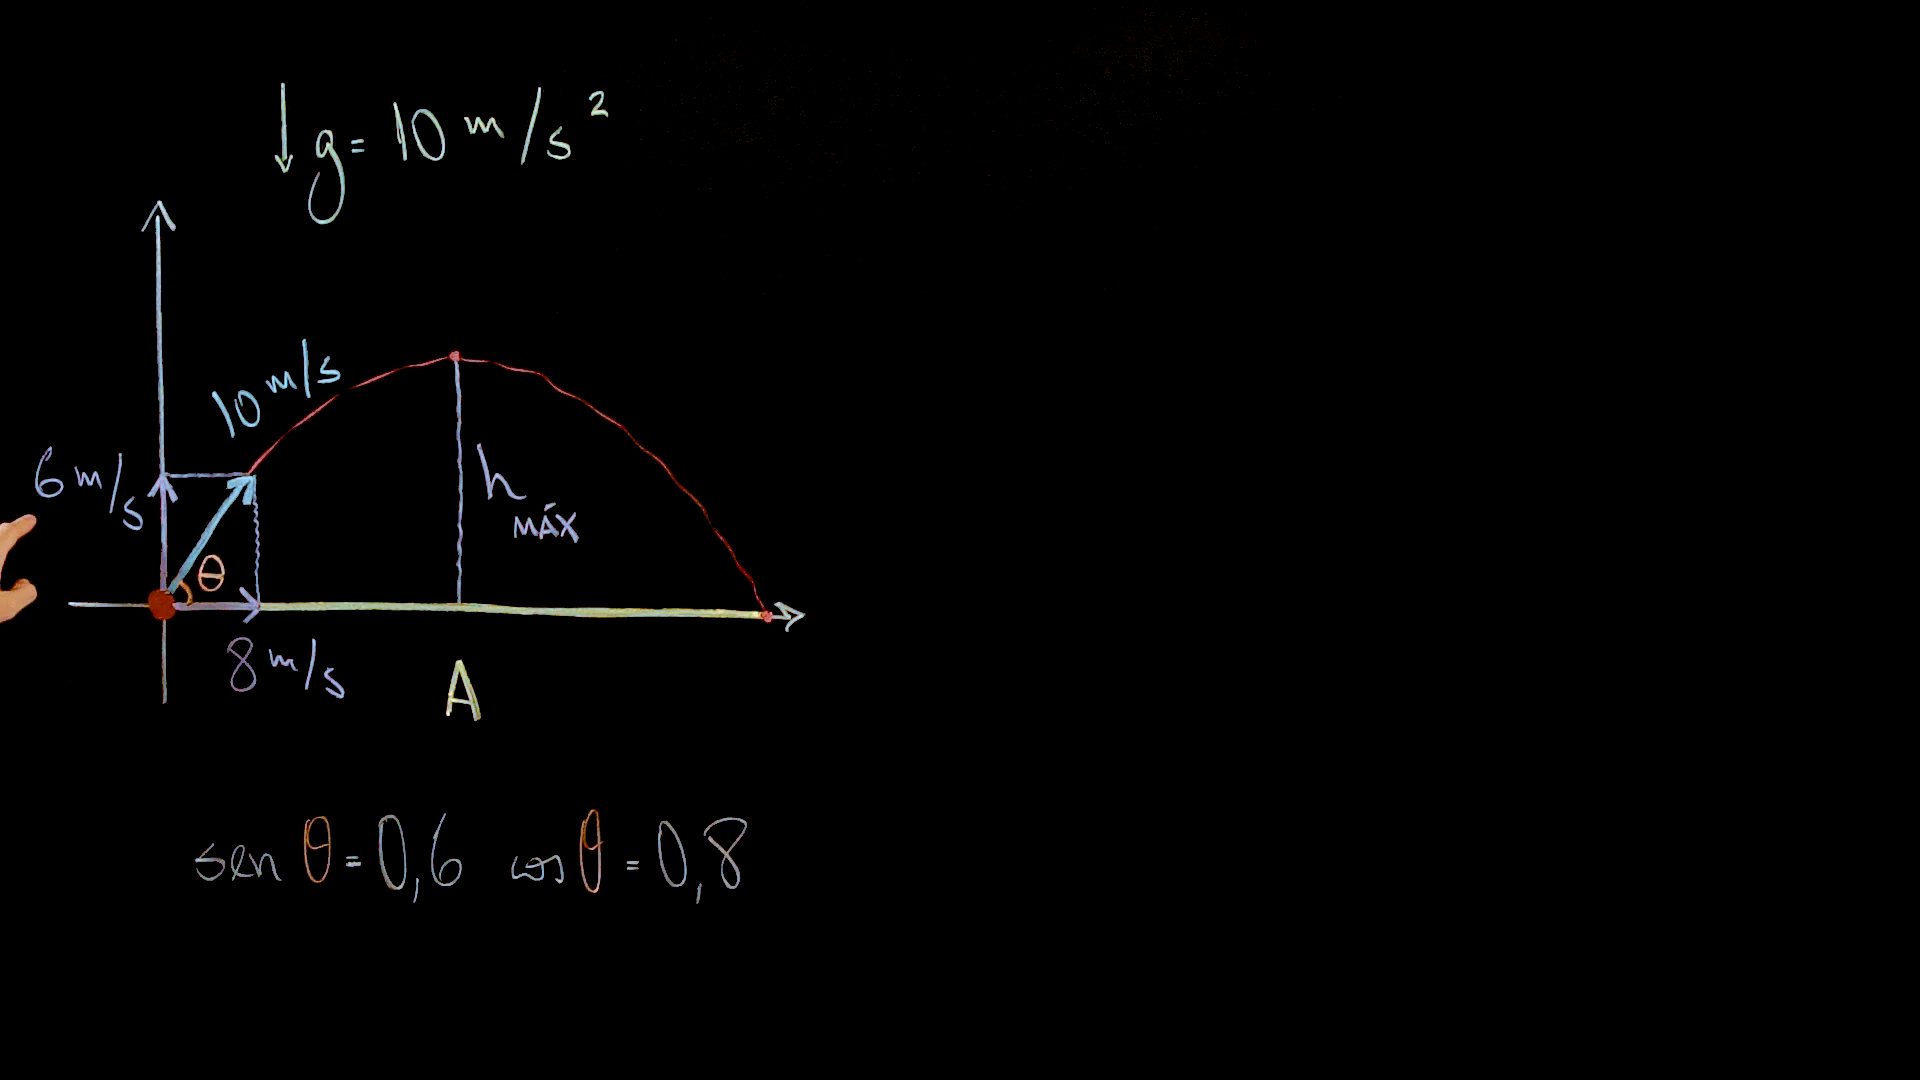 g = 10 m/s²
10 m/s
6 m/s
h MÁX
θ
8 m/s
A
sen θ = 0,6 cos θ = 0,8